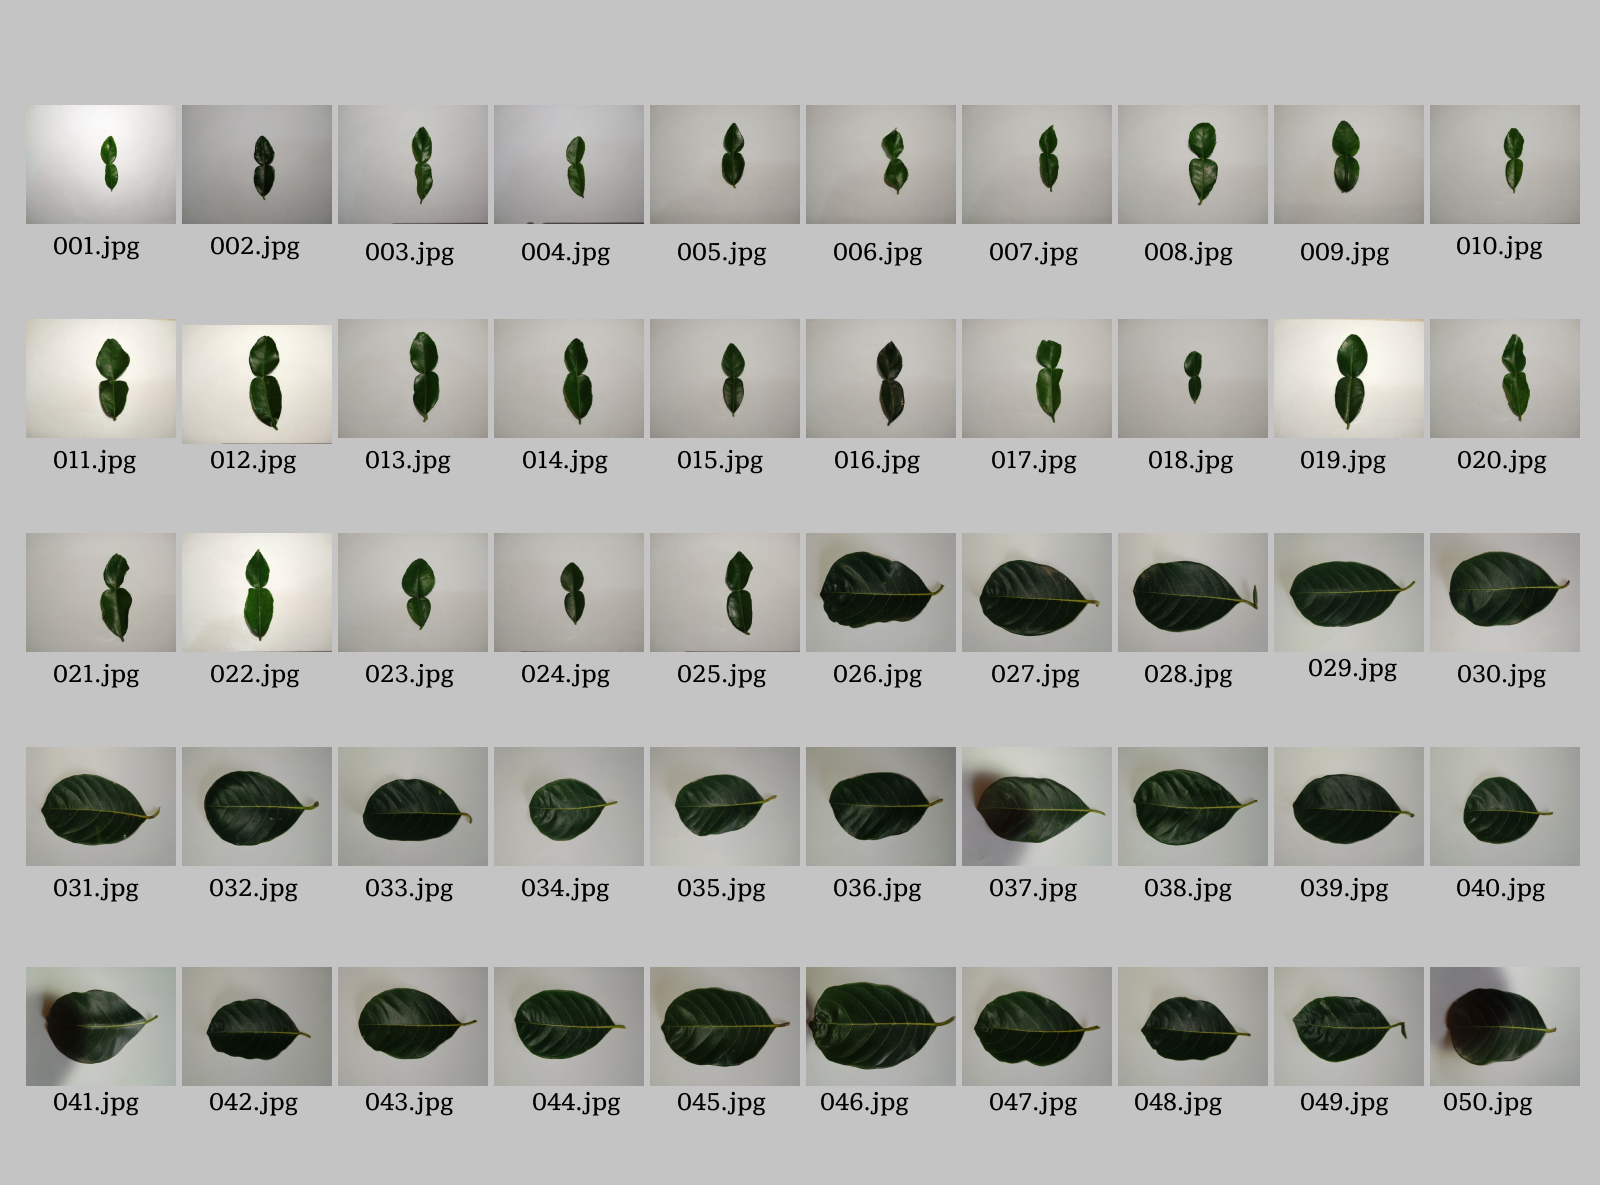 001.jpg 002.jpg 003.jpg 004.jpg 005.jpg 006.jpg 007.jpg 008.jpg 009.jpg 010.jpg
011.jpg 012.jpg 013.jpg 014.jpg 015.jpg 016.jpg 017.jpg 018.jpg 019.jpg 020.jpg
021.jpg 022.jpg 023.jpg 024.jpg 025.jpg 026.jpg 027.jpg 028.jpg 029.jpg 030.jpg
031.jpg 032.jpg 033.jpg 034.jpg 035.jpg 036.jpg 037.jpg 038.jpg 039.jpg 040.jpg
041.jpg 042.jpg 043.jpg 044.jpg 045.jpg 046.jpg 047.jpg 048.jpg 049.jpg 050.jpg